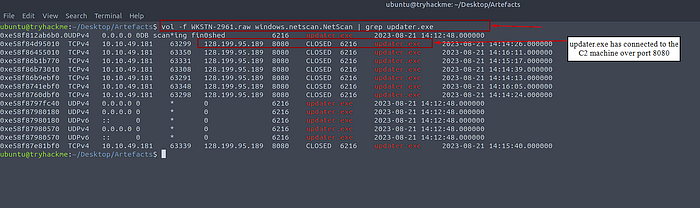 ubuntu@tryhackme: ~/Desktop/Artefacts
File Edit View Search Terminal Help
ubuntu@tryhackme:~/Desktop/Artefacts$ vol -f WKSTN-2961.raw windows.netscan.NetScan | grep updater.exe
0xe58f812ab6b0.0UDPv4 0.0.0.0 0DB scan*ing fin0shed 6216 updater.exe 2023-08-21 14:12:48.000000
0xe58f84d95010 TCPv4 10.10.49.181 63299 128.199.95.189 8080 CLOSED 6216 updater.exe 2023-08-21 14:14:26.000000
0xe58f86455010 TCPv4 10.10.49.181 63350 128.199.95.189 8080 CLOSED 6216 updater.exe 2023-08-21 14:16:11.000000
0xe58f86b1b770 TCPv4 10.10.49.181 63331 128.199.95.189 8080 CLOSED 6216 updater.exe 2023-08-21 14:15:17.000000
0xe58f86b73010 TCPv4 10.10.49.181 63308 128.199.95.189 8080 CLOSED 6216 updater.exe 2023-08-21 14:14:39.000000
0xe58f86b9ebf0 TCPv4 10.10.49.181 63291 128.199.95.189 8080 CLOSED 6216 updater.exe 2023-08-21 14:14:13.000000
0xe58f8741ebf0 TCPv4 10.10.49.181 63348 128.199.95.189 8080 CLOSED 6216 updater.exe 2023-08-21 14:16:05.000000
0xe58f8760dbf0 TCPv4 10.10.49.181 63298 128.199.95.189 8080 CLOSED 6216 updater.exe 2023-08-21 14:14:24.000000
0xe58f8797fc40 UDPv4 0.0.0.0 0 * 0 6216 updater.exe 2023-08-21 14:12:48.000000
0xe58f87980180 UDPv4 0.0.0.0 0 * 0 6216 updater.exe 2023-08-21 14:12:48.000000
0xe58f87980180 UDPv6 :: 0 * 0 6216 updater.exe 2023-08-21 14:12:48.000000
0xe58f87980570 UDPv4 0.0.0.0 0 * 0 6216 updater.exe 2023-08-21 14:12:48.000000
0xe58f87980570 UDPv6 :: 0 * 0 6216 updater.exe 2023-08-21 14:12:48.000000
0xe58f87e81bf0 TCPv4 10.10.49.181 63339 128.199.95.189 8080 CLOSED 6216 updater.exe 2023-08-21 14:15:40.000000
ubuntu@tryhackme:~/Desktop/Artefacts$
updater.exe has connected to the
C2 machine over port 8080